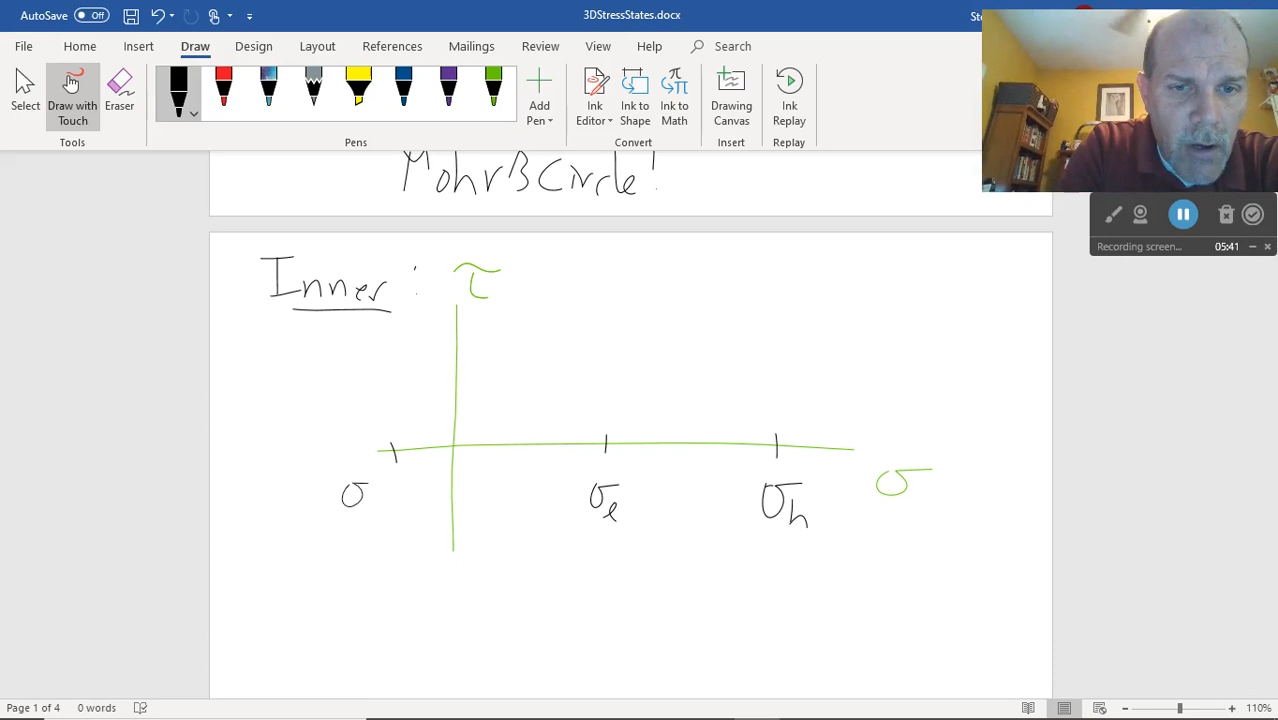 AutoSave Off 3DStressStates.docx Ste
File Home Insert Draw Design Layout References Mailings Review View Help Search
Select Draw with Touch Eraser Add Pen Ink Editor Ink to Shape Ink to Math Drawing Canvas Ink Replay
Tools Pens Convert Insert Replay
Recording screen... 05:41
Mohr's Circle!
Inner : τ
σ σₗ σₕ σ
Page 1 of 4 0 words 110%